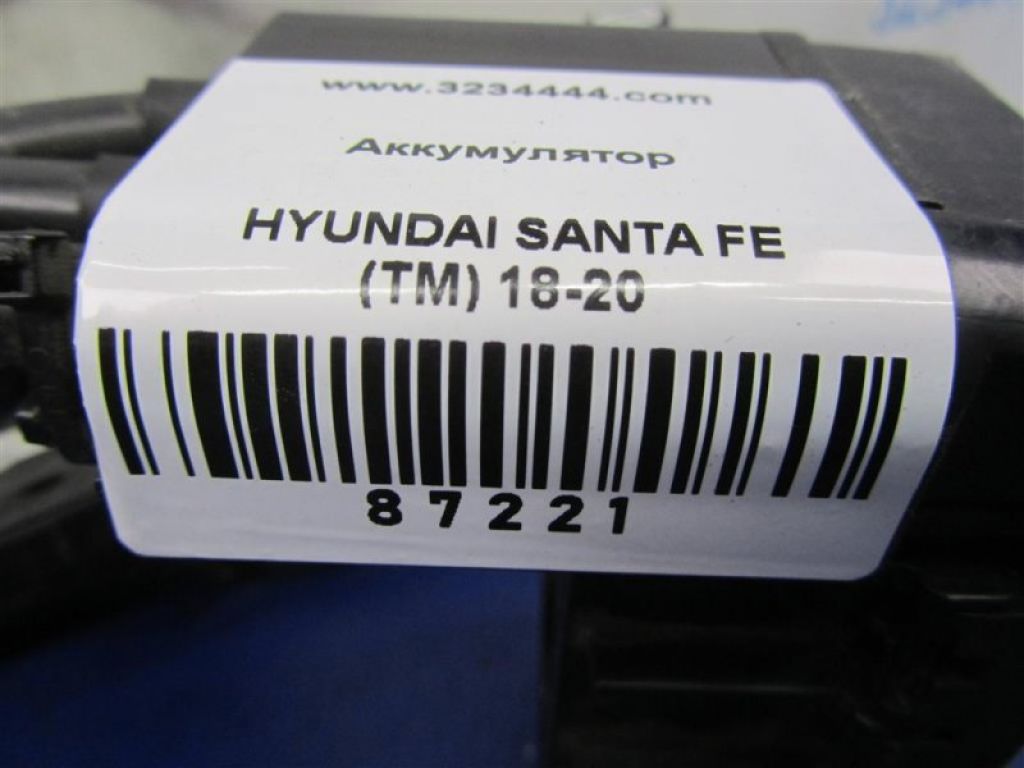 www.3234444.com
Аккумулятор
HYUNDAI SANTA FE
(TM) 18-20
87221